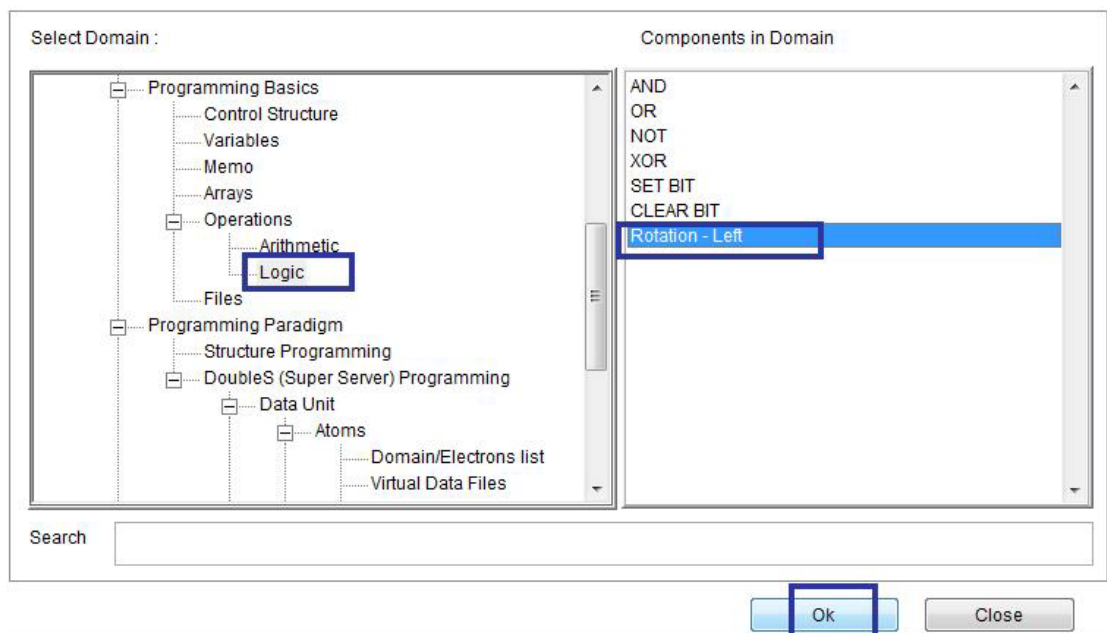 Select Domain :
Components in Domain
Programming Basics
Control Structure
Variables
Memo
Arrays
Operations
Arithmetic
Logic
Files
Programming Paradigm
Structure Programming
DoubleS (Super Server) Programming
Data Unit
Atoms
Domain/Electrons list
Virtual Data Files
AND
OR
NOT
XOR
SET BIT
CLEAR BIT
Rotation - Left
Search
Ok
Close